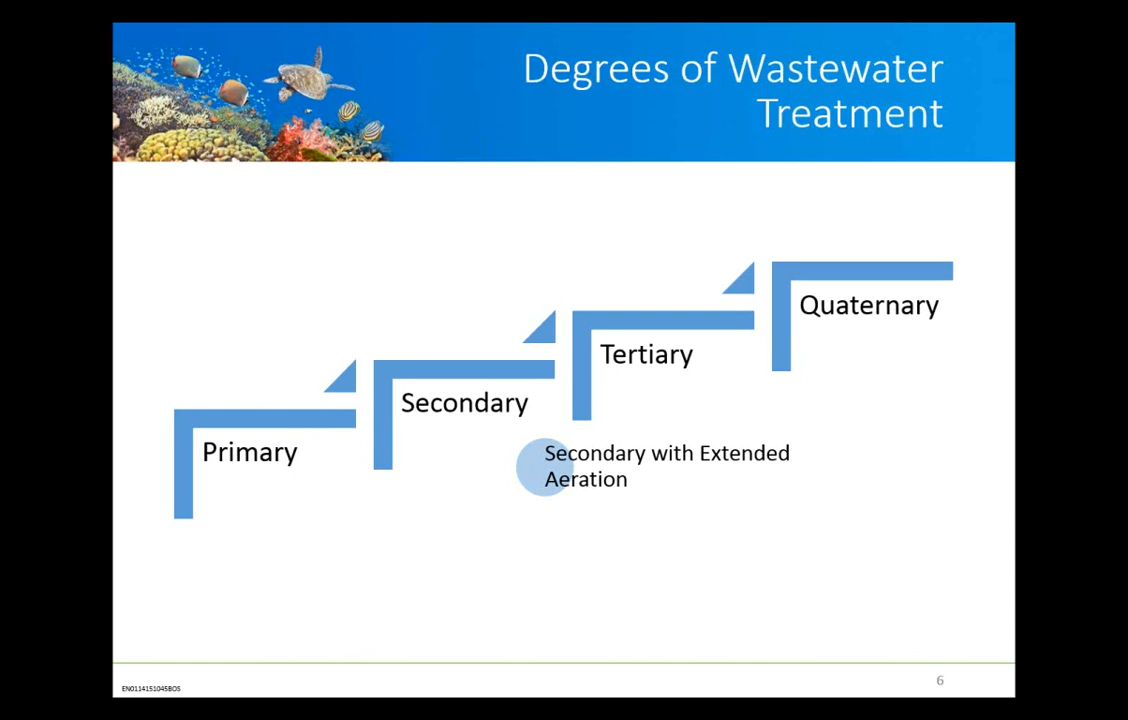 Degrees of Wastewater
Treatment
Quaternary
Tertiary
Secondary
Primary
Secondary with Extended
Aeration
EN0114151045BOS
6